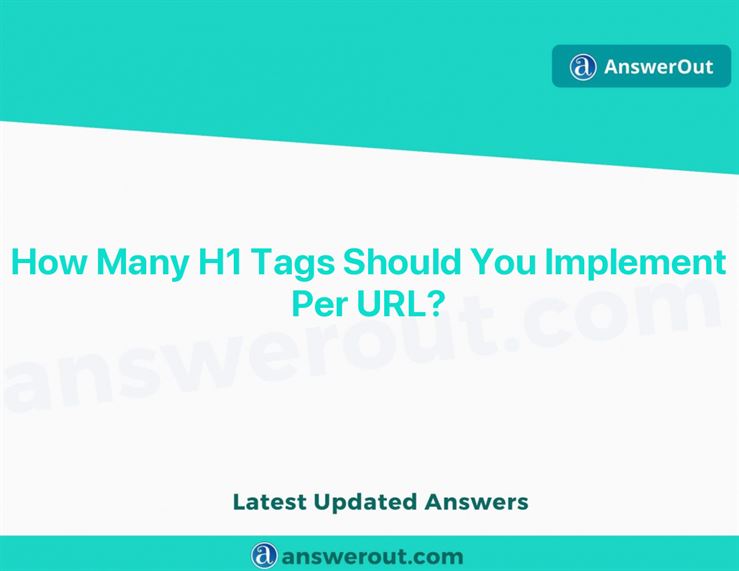 AnswerOut
How Many H1 Tags Should You Implement
Per URL?
answerout.com
Latest Updated Answers
answerout.com